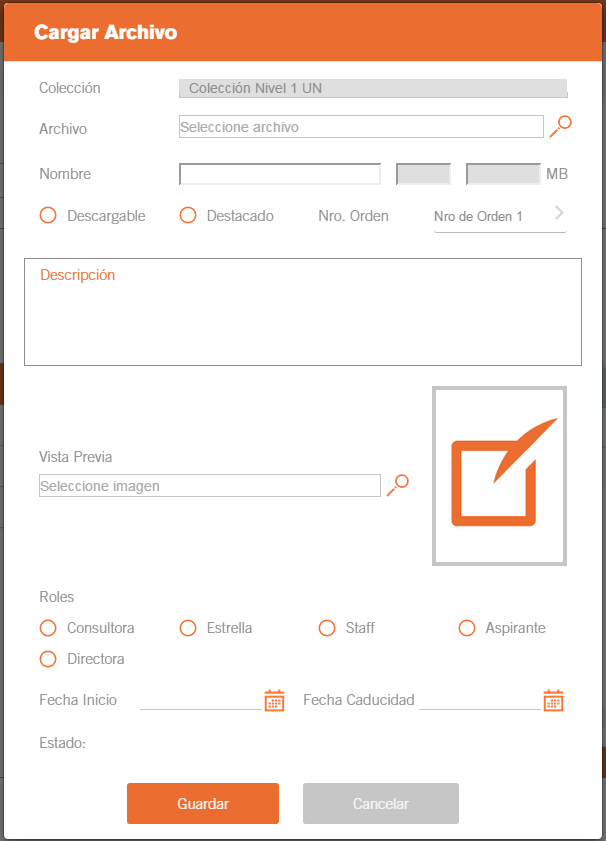 Cargar Archivo
Colección Colección Nivel 1 UN
Archivo Seleccione archivo
Nombre MB
Descargable Destacado Nro. Orden Nro de Orden 1
Descripción
Vista Previa
Seleccione imagen
Roles
Consultora Estrella Staff Aspirante
Directora
Fecha Inicio Fecha Caducidad
Estado:
Guardar Cancelar